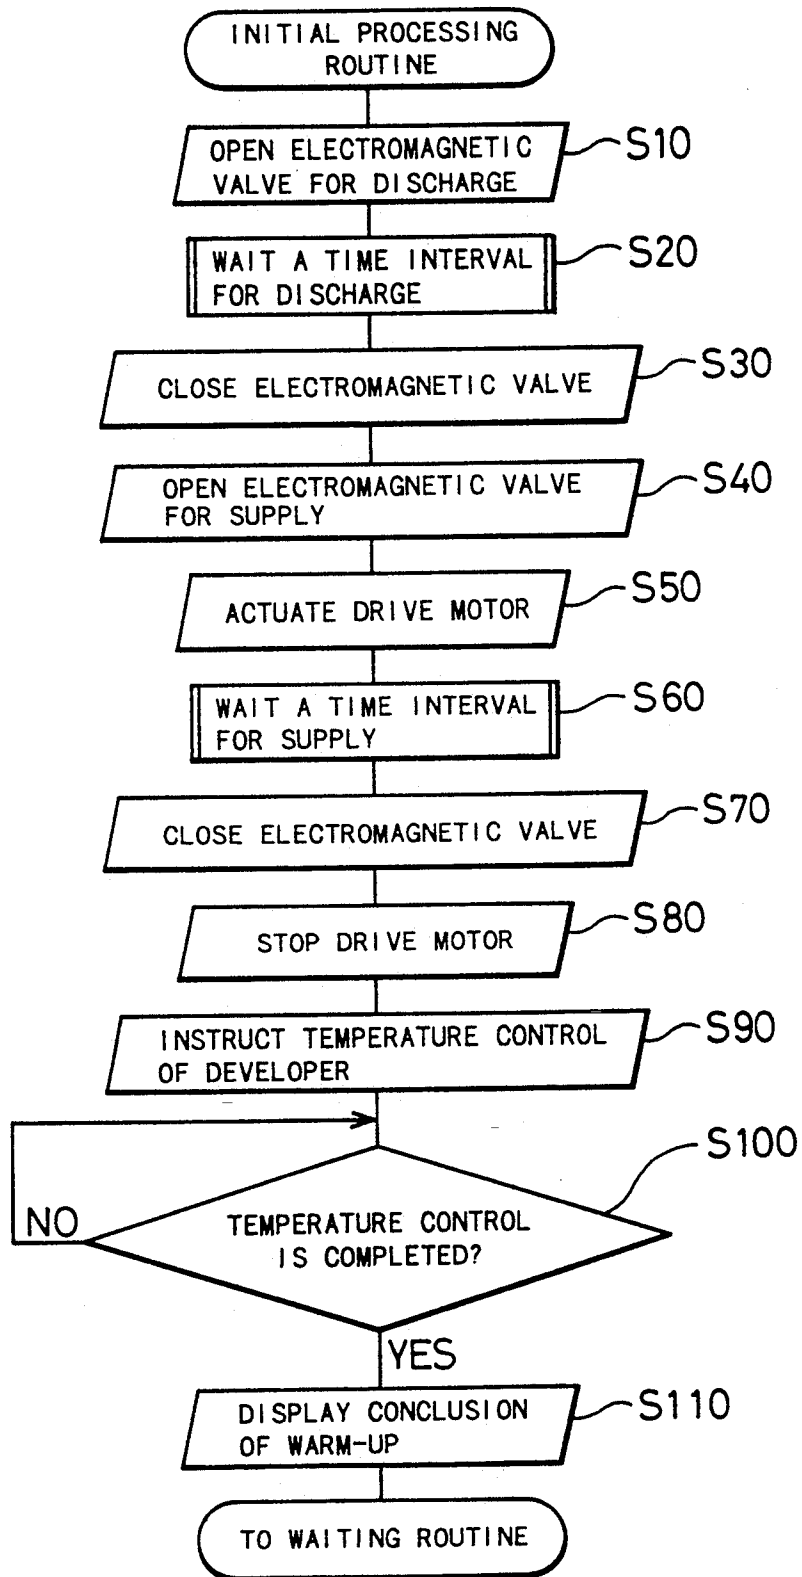 INITIAL PROCESSING
ROUTINE
OPEN ELECTROMAGNETIC
VALVE FOR DISCHARGE
S10
WAIT A TIME INTERVAL
FOR DISCHARGE
S20
CLOSE ELECTROMAGNETIC VALVE
S30
OPEN ELECTROMAGNETIC VALVE
FOR SUPPLY
S40
ACTUATE DRIVE MOTOR
S50
WAIT A TIME INTERVAL
FOR SUPPLY
S60
CLOSE ELECTROMAGNETIC VALVE
S70
STOP DRIVE MOTOR
S80
INSTRUCT TEMPERATURE CONTROL
OF DEVELOPER
S90
S100
TEMPERATURE CONTROL
IS COMPLETED?
NO
YES
DISPLAY CONCLUSION
OF WARM-UP
S110
TO WAITING ROUTINE